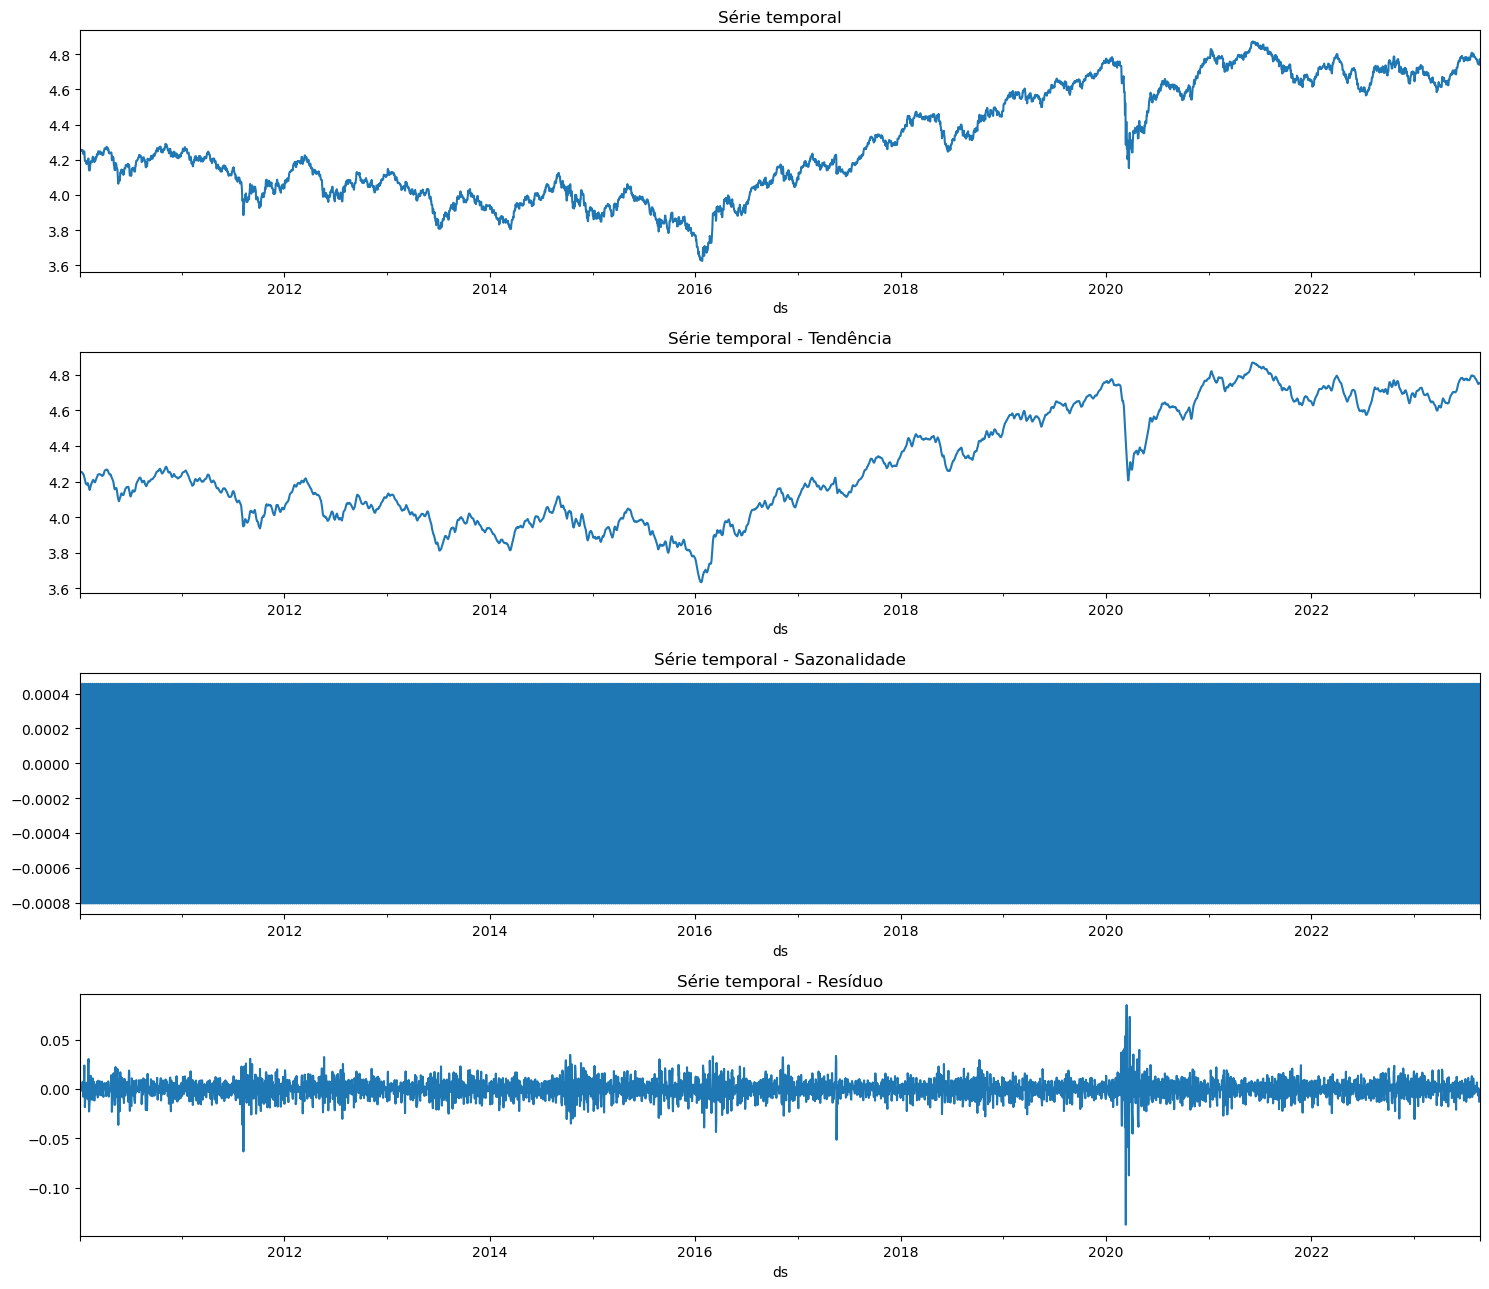 Série temporal
4.8
4.6
4.4
4.2
4.0
3.8
3.6
2012 2014 2016 2018 2020 2022
ds
Série temporal - Tendência
4.8
4.6
4.4
4.2
4.0
3.8
3.6
2012 2014 2016 2018 2020 2022
ds
Série temporal - Sazonalidade
0.0004
0.0002
0.0000
−0.0002
−0.0004
−0.0006
−0.0008
2012 2014 2016 2018 2020 2022
ds
Série temporal - Resíduo
0.05
0.00
−0.05
−0.10
2012 2014 2016 2018 2020 2022
ds